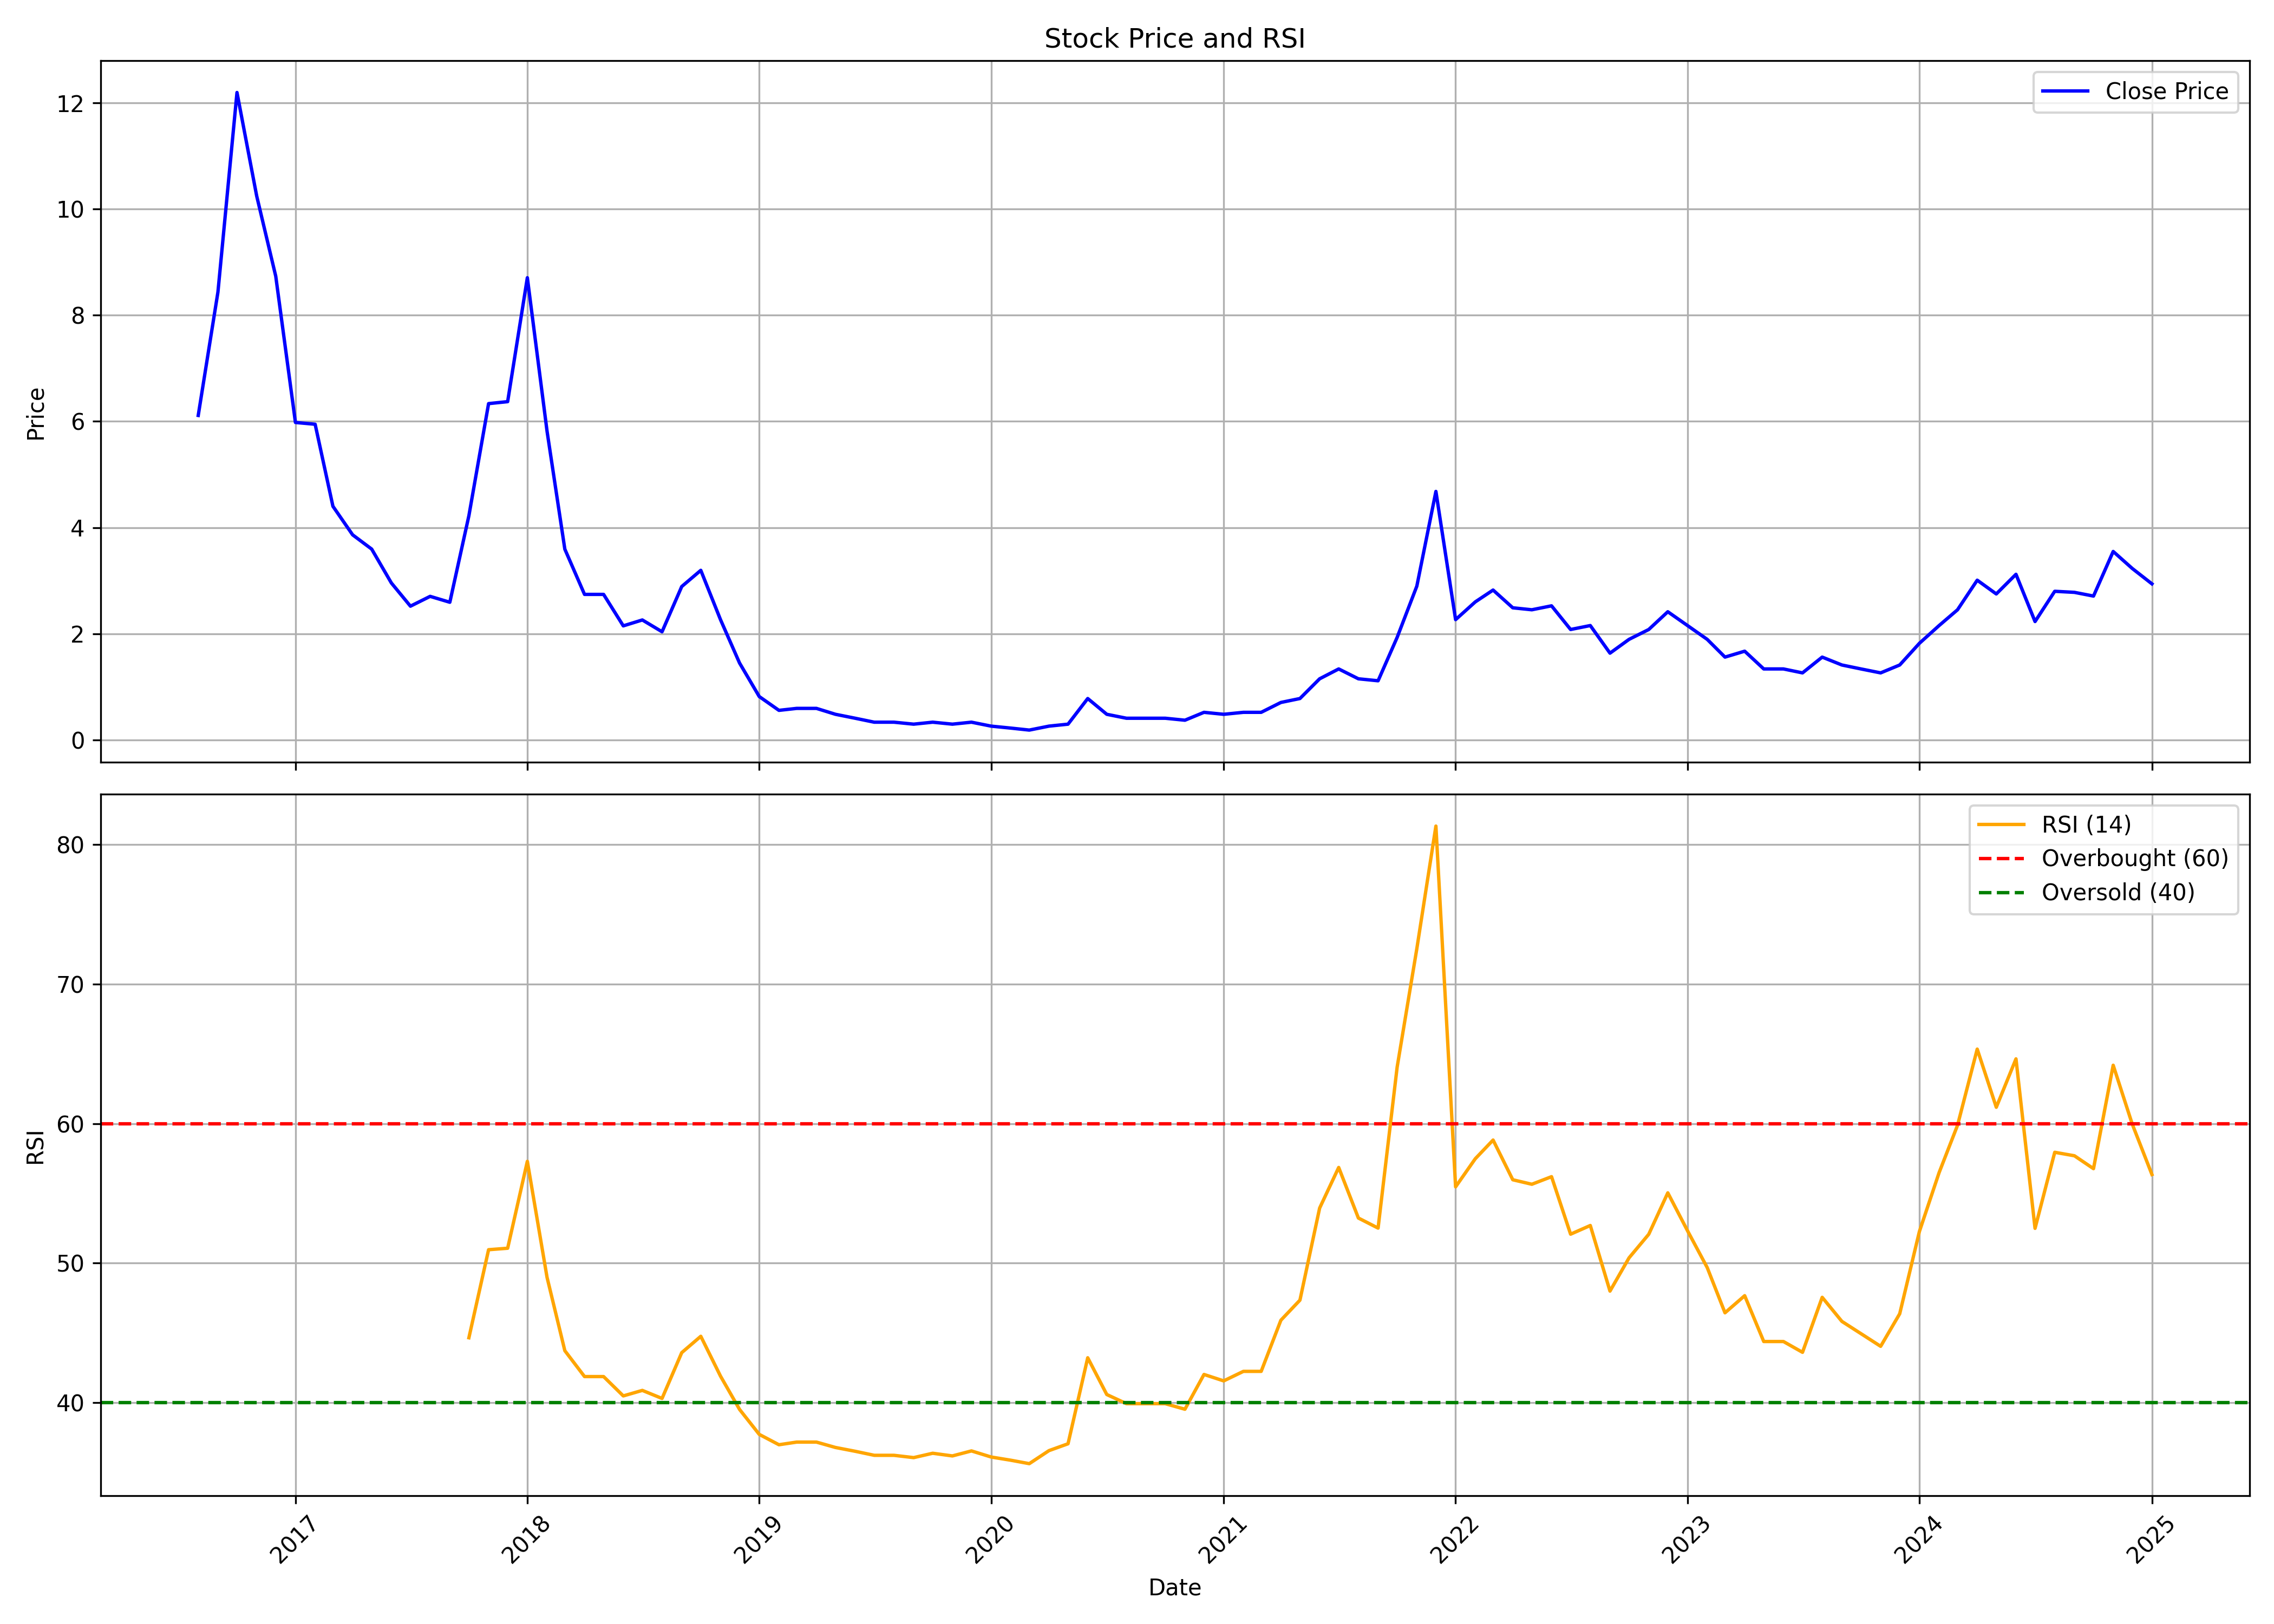 Stock Price and RSI
Close Price
12
10
8
6
4
2
0
Price
RSI (14)
Overbought (60)
Oversold (40)
80
70
60
50
40
RSI
2017
2018
2019
2020
2021
2022
2023
2024
2025
Date